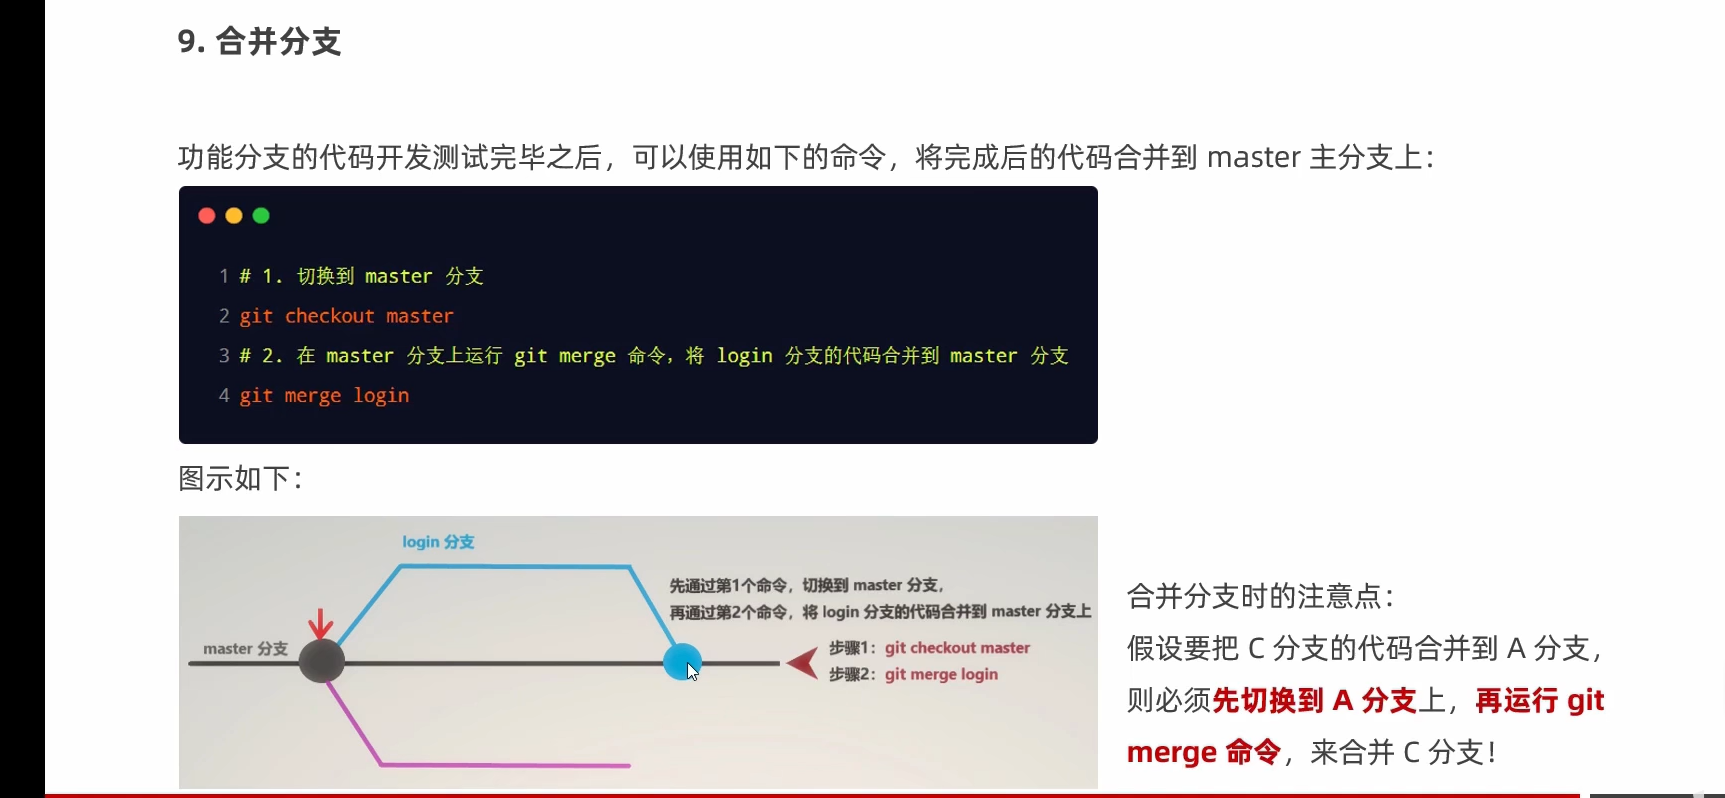 9. 合并分支
功能分支的代码开发测试完毕之后，可以使用如下的命令，将完成后的代码合并到 master 主分支上：
1 # 1. 切换到 master 分支
2 git checkout master
3 # 2. 在 master 分支上运行 git merge 命令，将 login 分支的代码合并到 master 分支
4 git merge login
图示如下：
login 分支
先通过第1个命令，切换到 master 分支，
再通过第2个命令，将 login 分支的代码合并到 master 分支上
master 分支
步骤1：git checkout master
步骤2：git merge login
合并分支时的注意点：
假设要把 C 分支的代码合并到 A 分支，
则必须先切换到 A 分支上，再运行 git
merge 命令，来合并 C 分支！